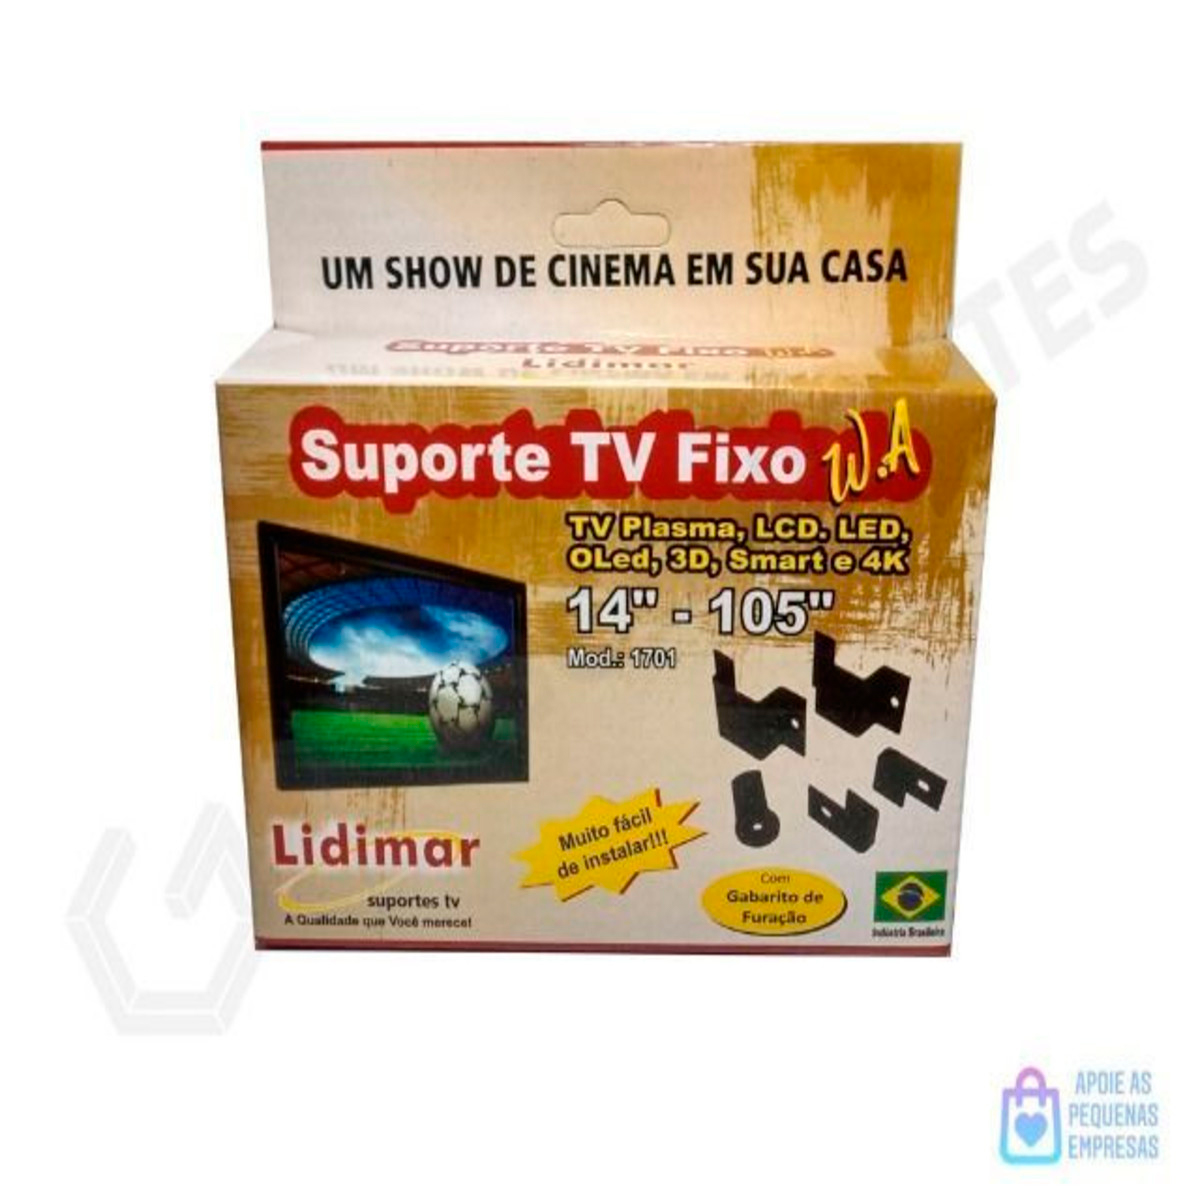 UM SHOW DE CINEMA EM SUA CASA
Suporte TV Fixo W.A
Lidimar
Suporte TV Fixo W.A
TV Plasma, LCD. LED,
OLed, 3D, Smart e 4K
14" - 105"
Mod.: 1701
Muito fácil
de instalar!!!
Lidimar
suportes tv
A Qualidade que Você merece!
Com
Gabarito de
Furação
Indústria Brasileira
APOIE AS
PEQUENAS
EMPRESAS